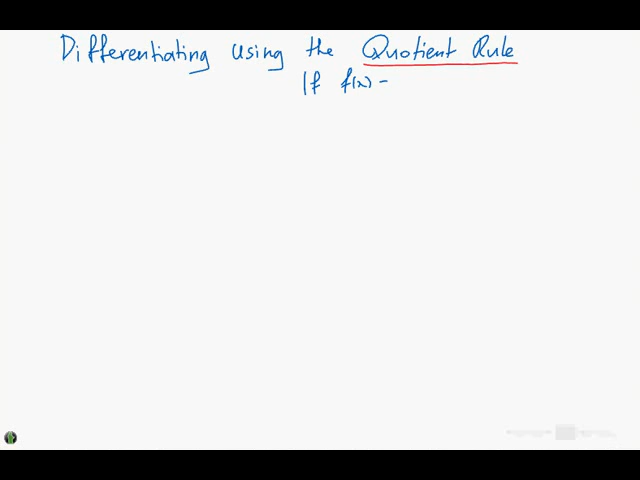 Differentiating using the Quotient Rule
If f(x) =